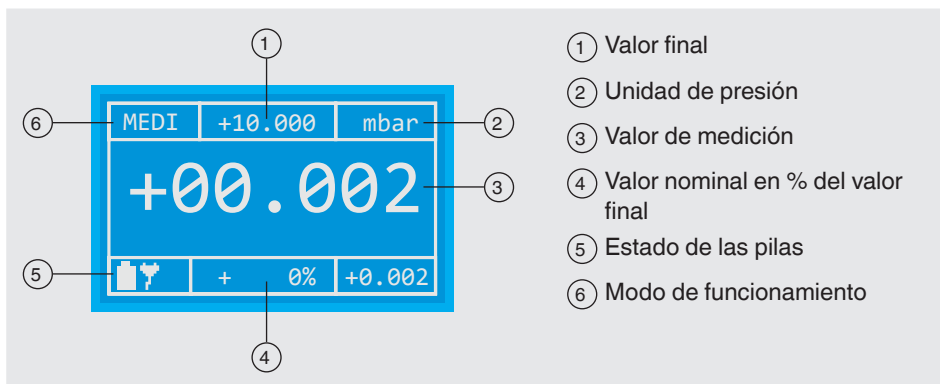 1
6
MEDI
+10.000
mbar
2
+00.002
3
5
+ 0%
+0.002
4
1 Valor final
2 Unidad de presión
3 Valor de medición
4 Valor nominal en % del valor
final
5 Estado de las pilas
6 Modo de funcionamiento